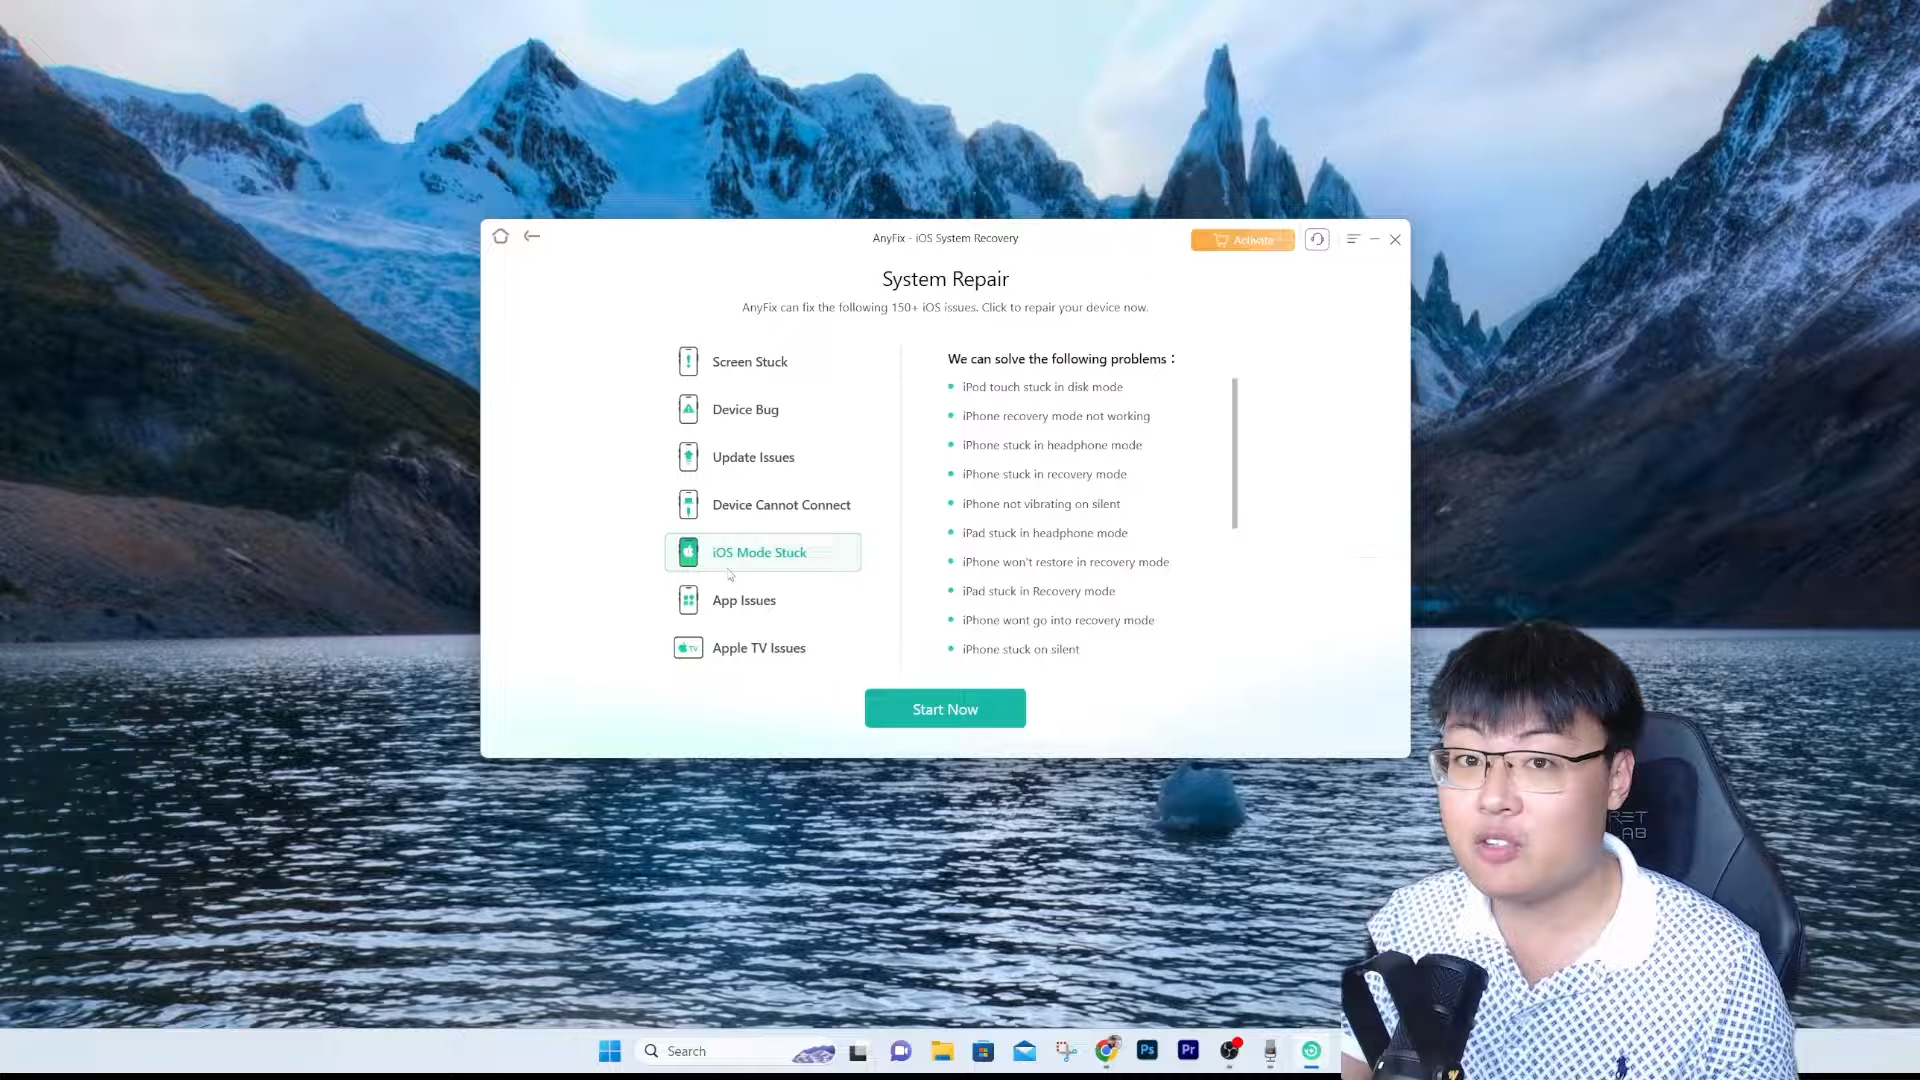 AnyFix - iOS System Recovery
Activate
System Repair
AnyFix can fix the following 150+ iOS issues. Click to repair your device now.
Screen Stuck
Device Bug
Update Issues
Device Cannot Connect
iOS Mode Stuck
App Issues
TV
Apple TV Issues
We can solve the following problems :
iPod touch stuck in disk mode
iPhone recovery mode not working
iPhone stuck in headphone mode
iPhone stuck in recovery mode
iPhone not vibrating on silent
iPad stuck in headphone mode
iPhone won't restore in recovery mode
iPad stuck in Recovery mode
iPhone wont go into recovery mode
iPhone stuck on silent
Start Now
RET
AB
Search
Ps
Pr